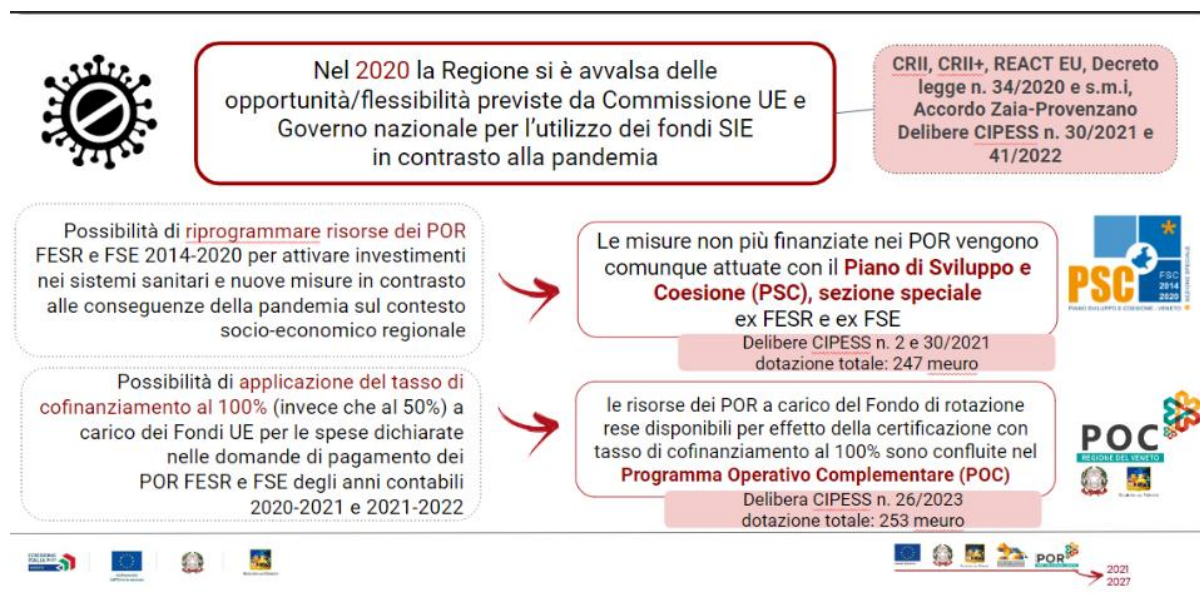 Nel 2020 la Regione si è avvalsa delle
opportunità/flessibilità previste da Commissione UE e
Governo nazionale per l'utilizzo dei fondi SIE
in contrasto alla pandemia
CRII, CRII+, REACT EU, Decreto
legge n. 34/2020 e s.m.i,
Accordo Zaia-Provenzano
Delibere CIPESS n. 30/2021 e
41/2022
Possibilità di riprogrammare risorse dei POR
FESR e FSE 2014-2020 per attivare investimenti
nei sistemi sanitari e nuove misure in contrasto
alle conseguenze della pandemia sul contesto
socio-economico regionale
Le misure non più finanziate nei POR vengono
comunque attuate con il Piano di Sviluppo e
Coesione (PSC), sezione speciale
ex FESR e ex FSE
Delibere CIPESS n. 2 e 30/2021
dotazione totale: 247 meuro
PSC
FSC
2014
2020
PIANO SVILUPPO E COESIONE - VENETO
Possibilità di applicazione del tasso di
cofinanziamento al 100% (invece che al 50%) a
carico dei Fondi UE per le spese dichiarate
nelle domande di pagamento dei
POR FESR e FSE degli anni contabili
2020-2021 e 2021-2022
le risorse dei POR a carico del Fondo di rotazione
rese disponibili per effetto della certificazione con
tasso di cofinanziamento al 100% sono confluite nel
Programma Operativo Complementare (POC)
Delibera CIPESS n. 26/2023
dotazione totale: 253 meuro
POC
REGIONE DEL VENETO
POR
2021
2027